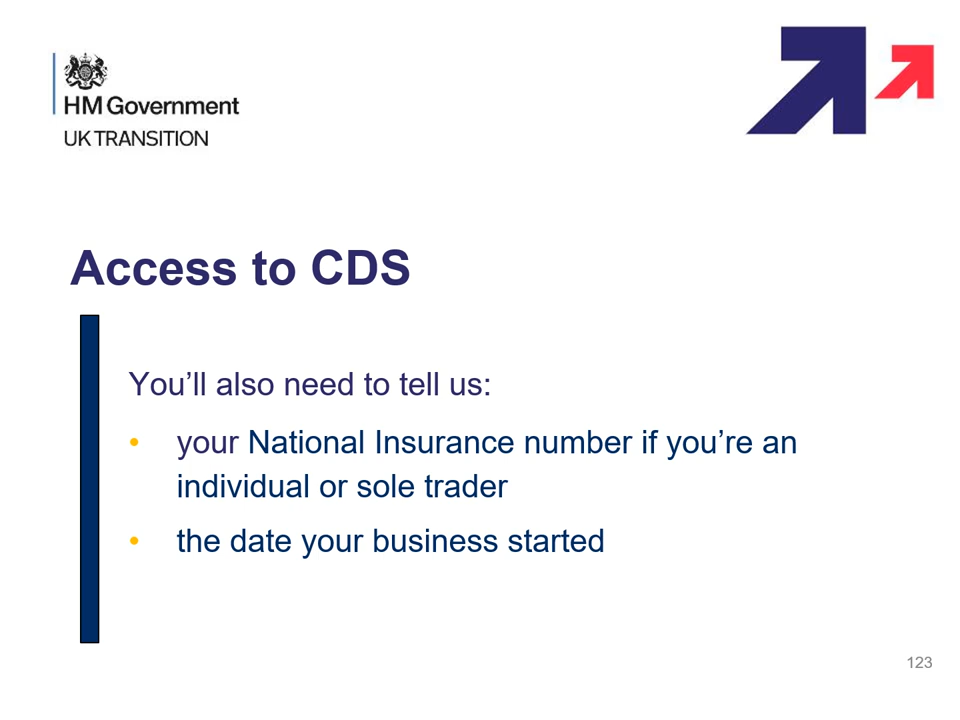 HM Government
UK TRANSITION
Access to CDS
You’ll also need to tell us:
• your National Insurance number if you’re an
individual or sole trader
• the date your business started
123